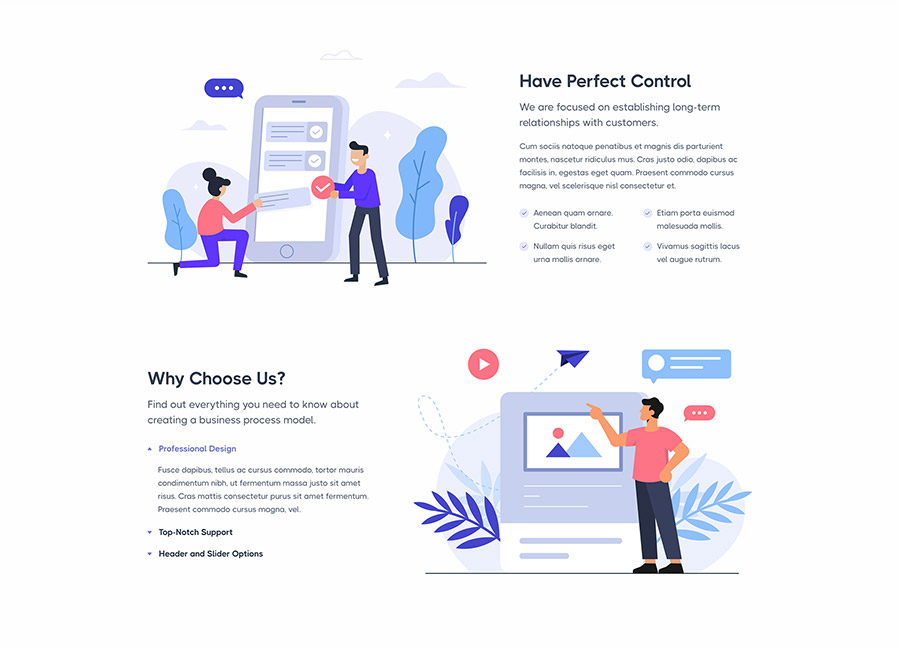 Have Perfect Control
We are focused on establishing long-term
relationships with customers.
Cum sociis natoque penatibus et magnis dis parturient
montes, nascetur ridiculus mus. Cras justo odio, dapibus ac
facilisis in, egestas eget quam. Praesent commodo cursus
magna, vel scelerisque nisl consectetur et.
Aenean quam ornare.
Curabitur blandit.
Etiam porta euismod
malesuada mollis.
Nullam quis risus eget
urna mollis ornare.
Vivamus sagittis lacus
vel augue rutrum.
Why Choose Us?
Find out everything you need to know about
creating a business process model.
Professional Design
Fusce dapibus, tellus ac cursus commodo, tortor mauris
condimentum nibh, ut fermentum massa justo sit amet
risus. Cras mattis consectetur purus sit amet fermentum.
Praesent commodo cursus magna, vel.
Top-Notch Support
Header and Slider Options